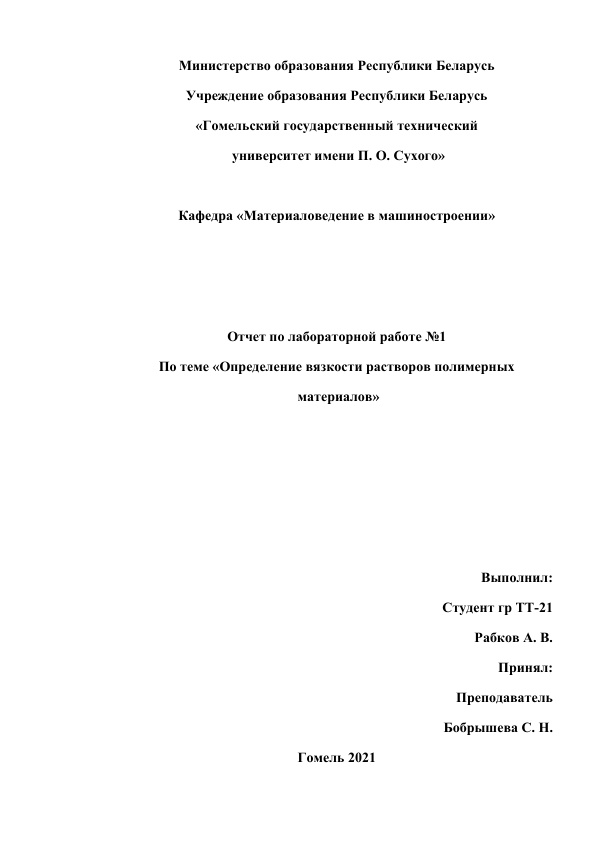 Министерство образования Республики Беларусь
Учреждение образования Республики Беларусь
«Гомельский государственный технический
университет имени П. О. Сухого»
Кафедра «Материаловедение в машиностроении»
Отчет по лабораторной работе №1
По теме «Определение вязкости растворов полимерных
материалов»
Выполнил:
Студент гр ТТ-21
Рабков А. В.
Принял:
Преподаватель
Бобрышева С. Н.
Гомель 2021